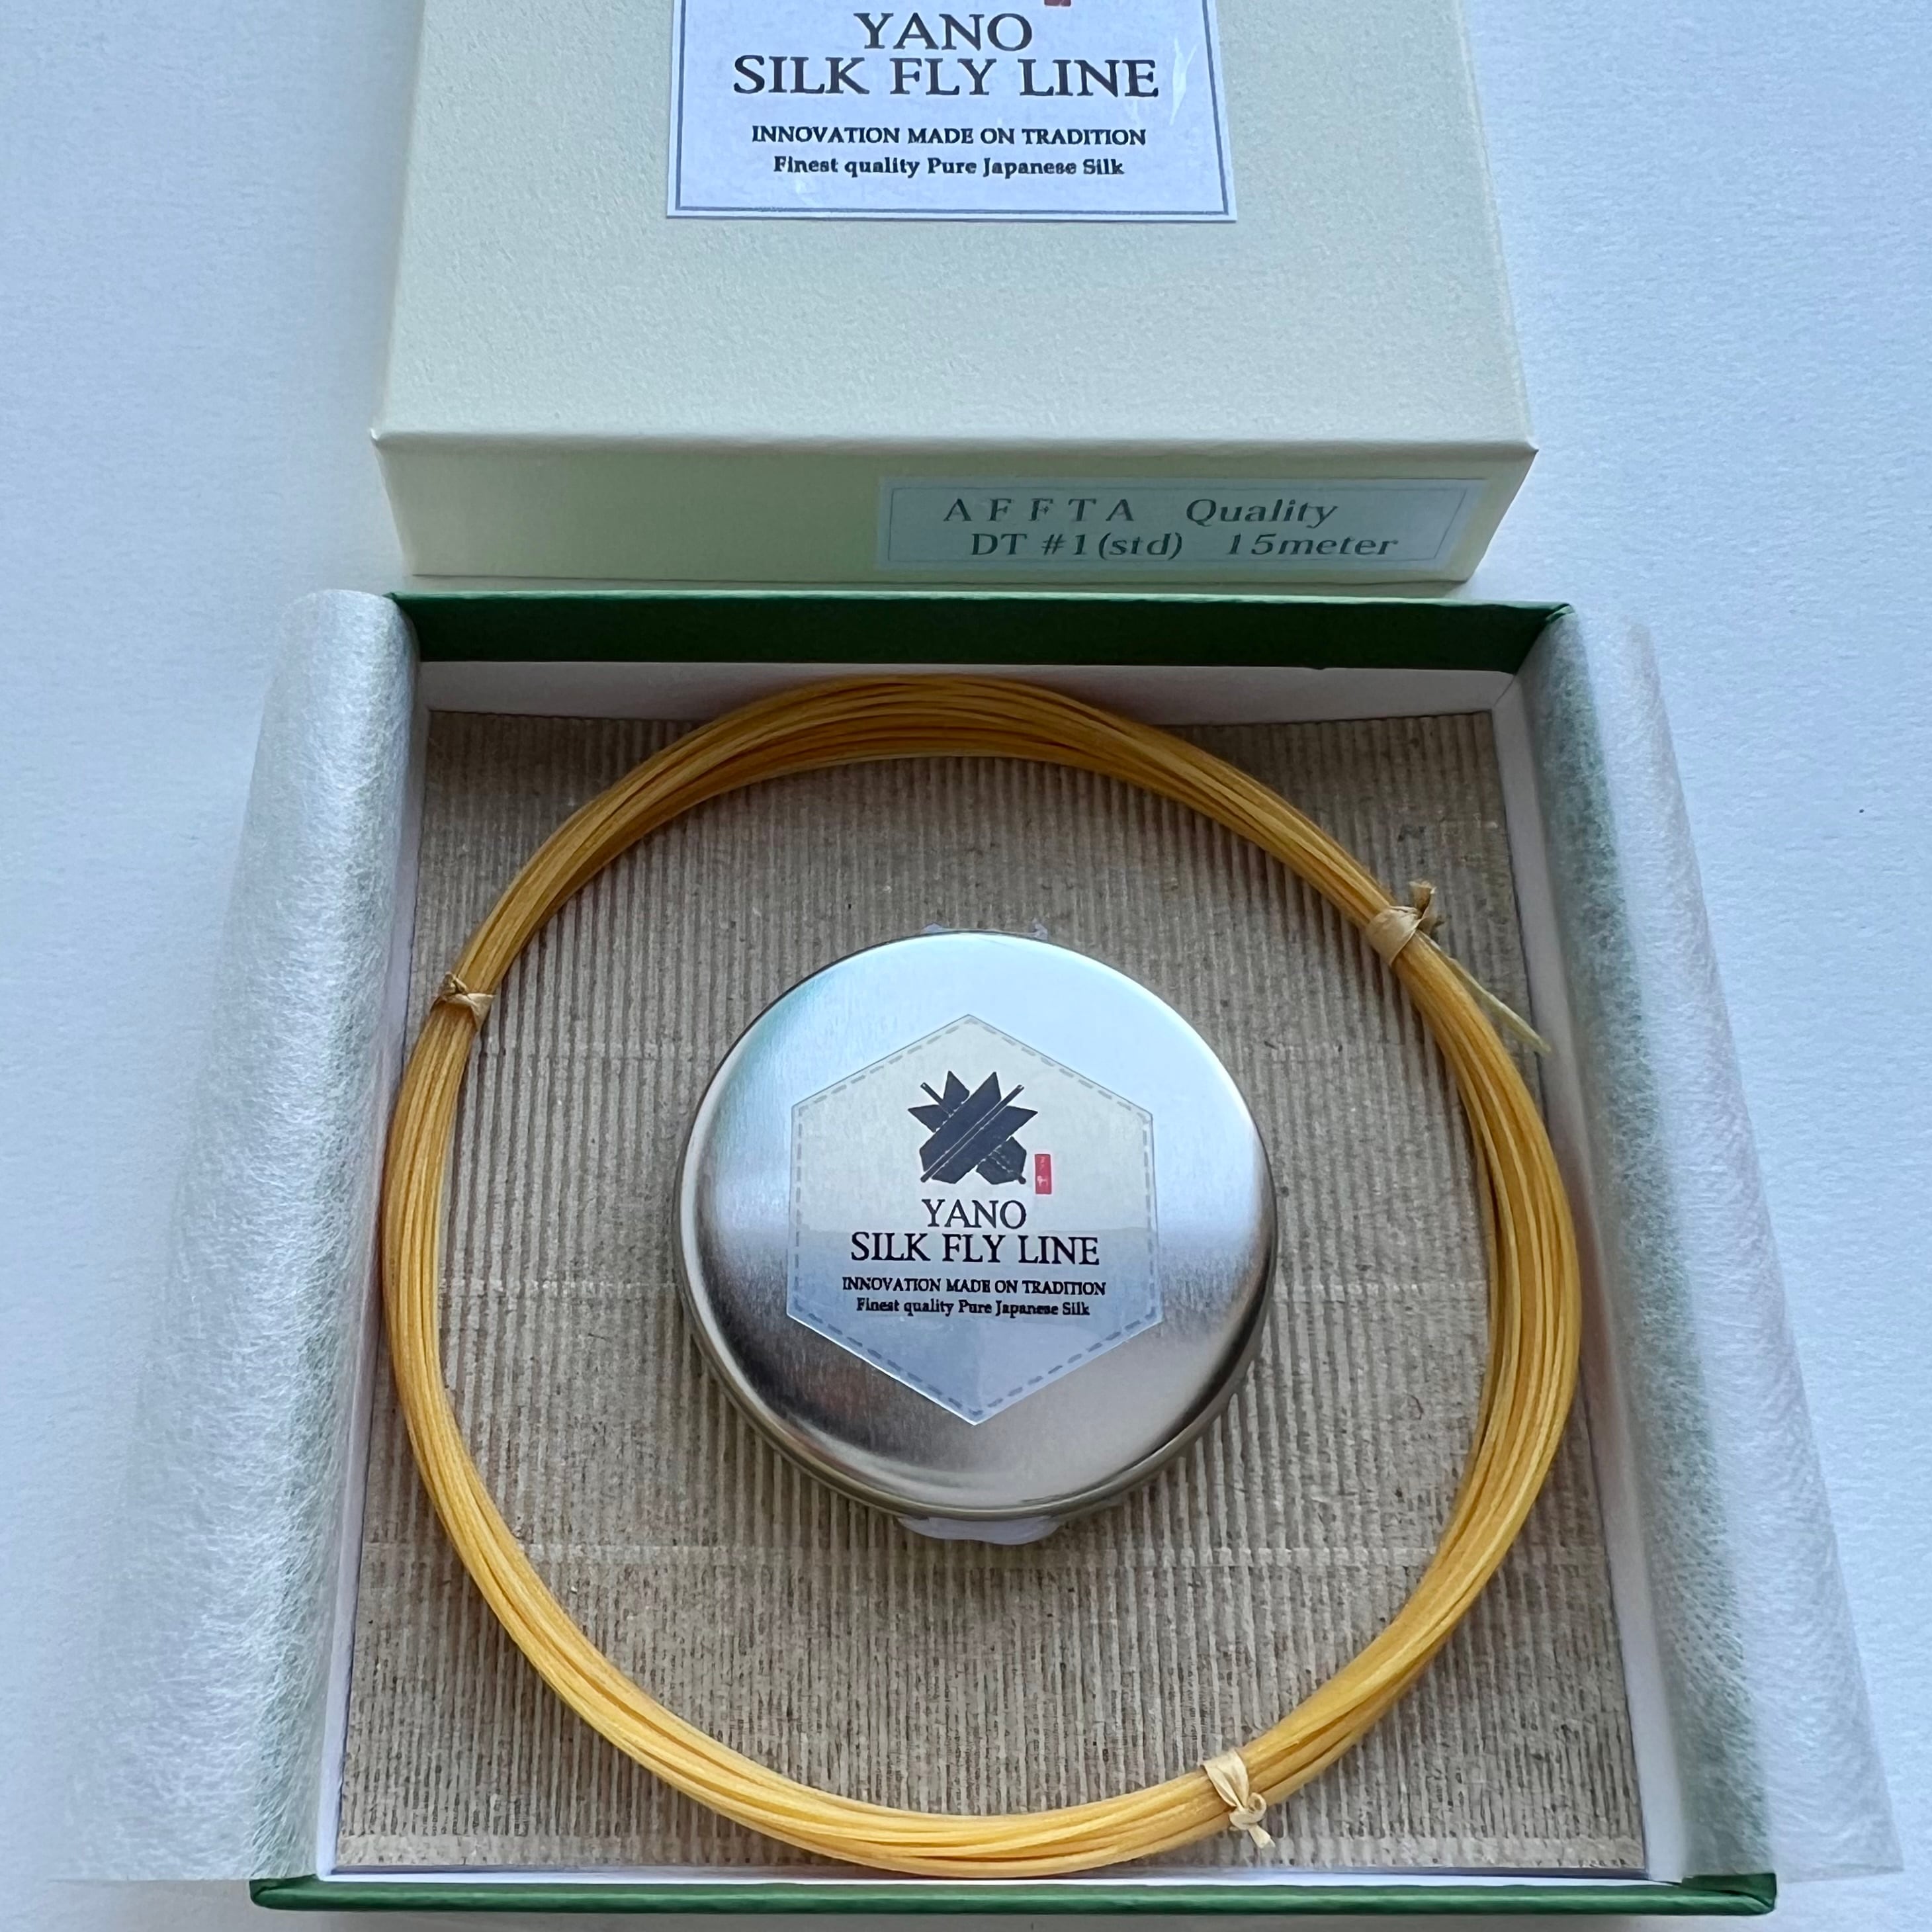 YANO
SILK FLY LINE
INNOVATION MADE ON TRADITION
Finest quality Pure Japanese Silk
AFFTA Quality
DT #1(std) 15meter
YANO
SILK FLY LINE
INNOVATION MADE ON TRADITION
Finest quality Pure Japanese Silk